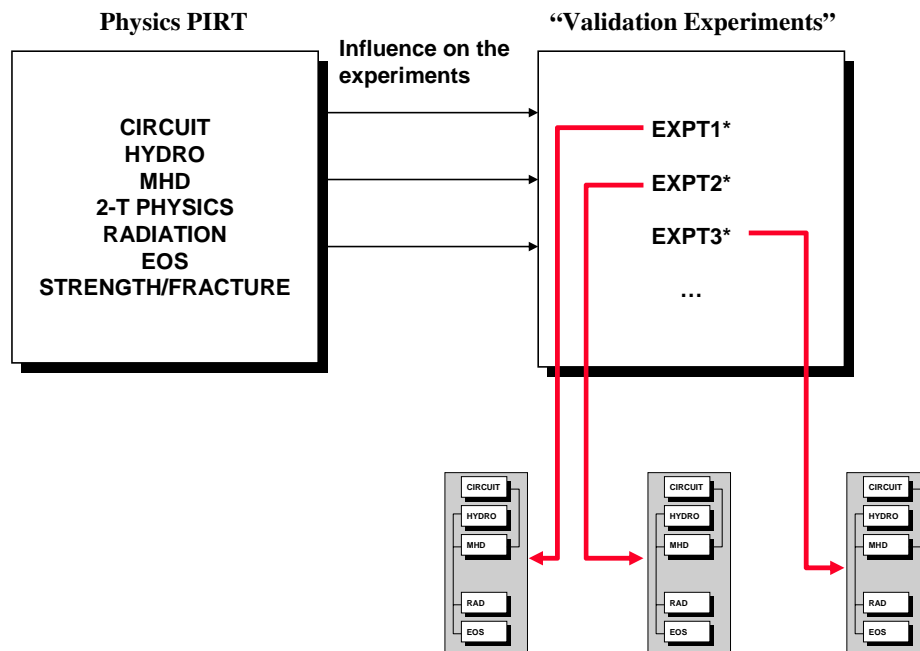 Physics PIRT
“Validation Experiments”
Influence on the
experiments
CIRCUIT
HYDRO
MHD
2-T PHYSICS
RADIATION
EOS
STRENGTH/FRACTURE
EXPT1*
EXPT2*
EXPT3*
…
CIRCUIT
HYDRO
MHD
RAD
EOS
CIRCUIT
HYDRO
MHD
RAD
EOS
CIRCUIT
HYDRO
MHD
RAD
EOS